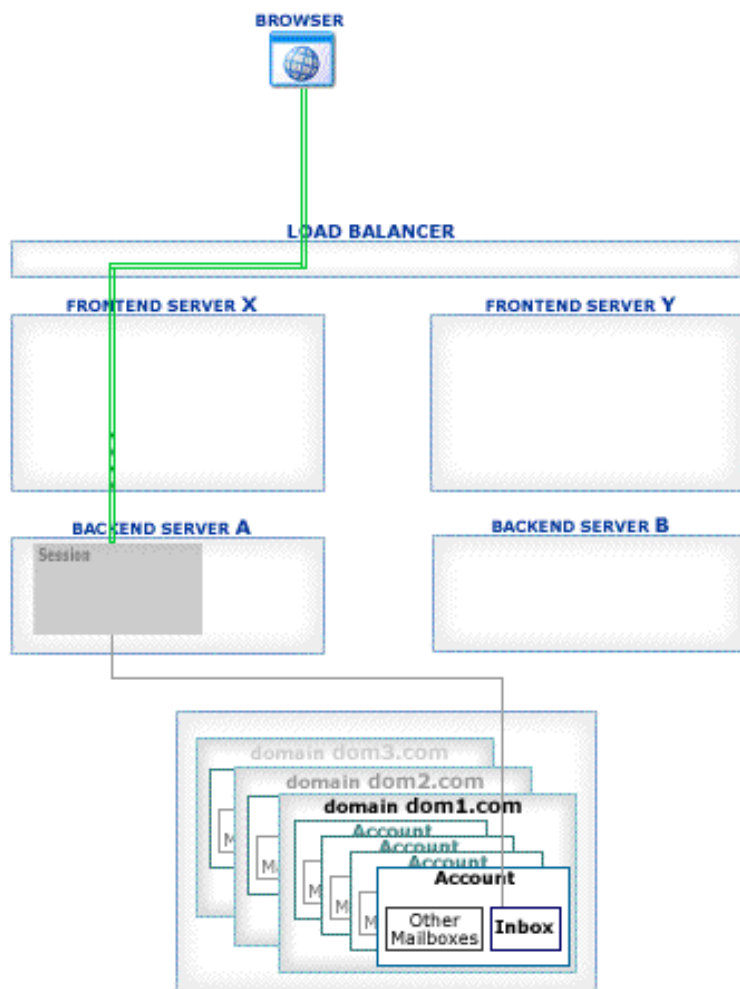 BROWSER
LOAD BALANCER
FRONTEND SERVER X
FRONTEND SERVER Y
BACKEND SERVER A
BACKEND SERVER B
Session
domain dom3.com
domain dom2.com
domain dom1.com
Account
Account
Account
Account
Other
Mailboxes
Inbox